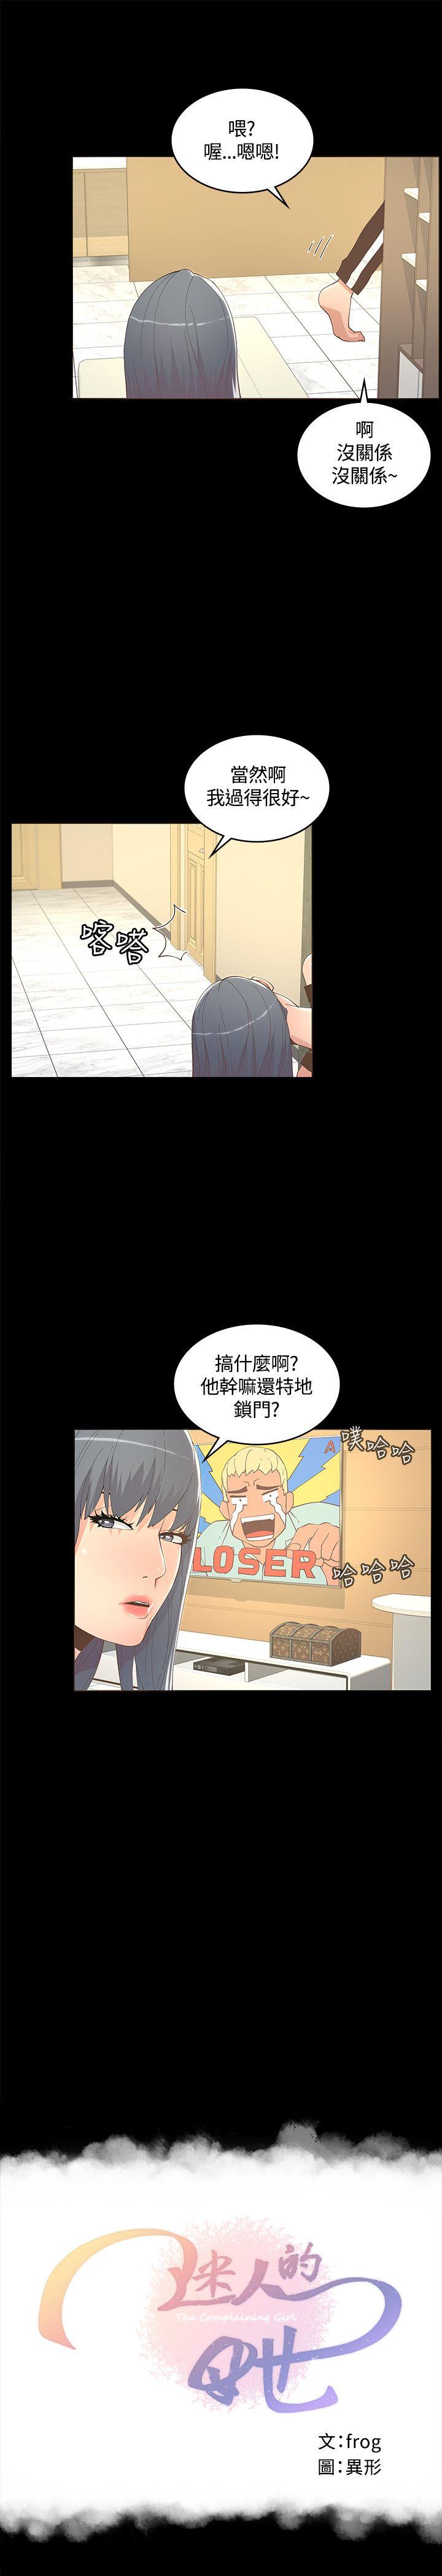 喂?
喔...嗯嗯!
啊
沒關係
沒關係~
當然啊
我過得很好~
喀嗒
搞什麼啊?
他幹嘛還特地
鎖門?
A
噗哈哈
LOSER
哈哈哈
迷人的
她
The Complaining Girl
文:frog
圖:異形